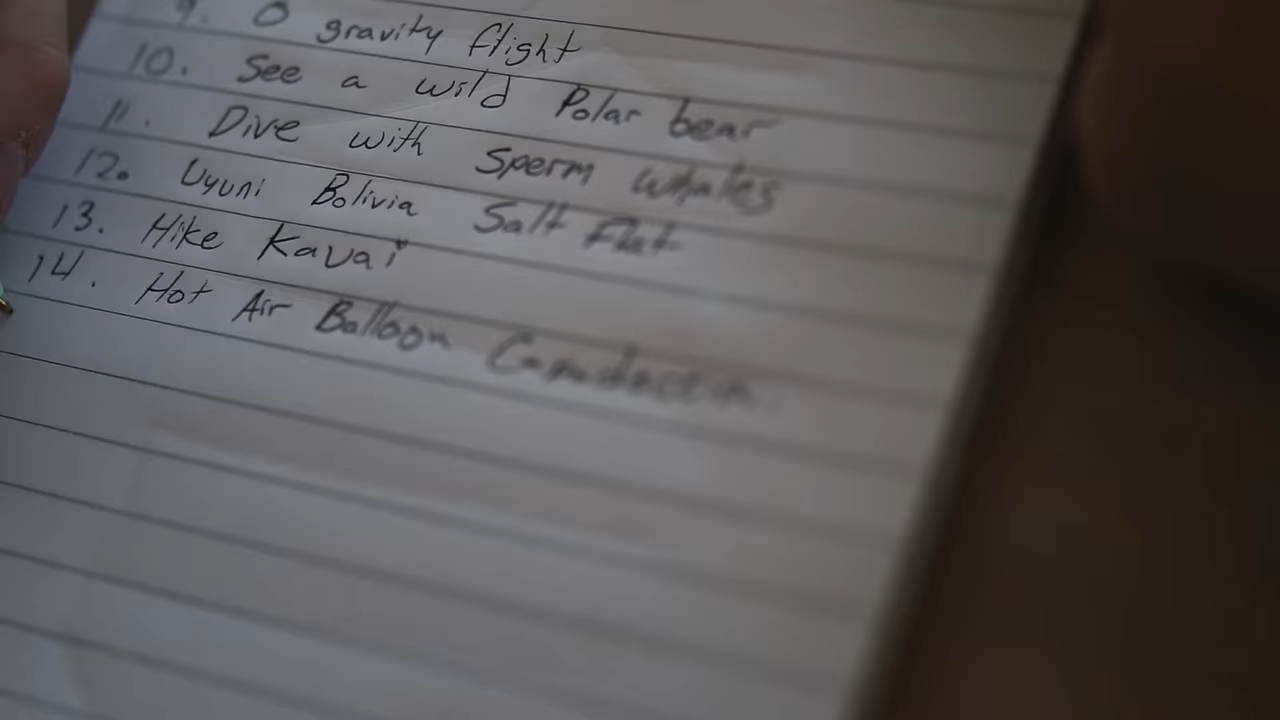 9. 0 gravity flight
10. See a wild Polar bear
11. Dive with Sperm Whales
12. Uyuni Bolivia Salt Flat
13. Hike Kauai
14. Hot Air Balloon